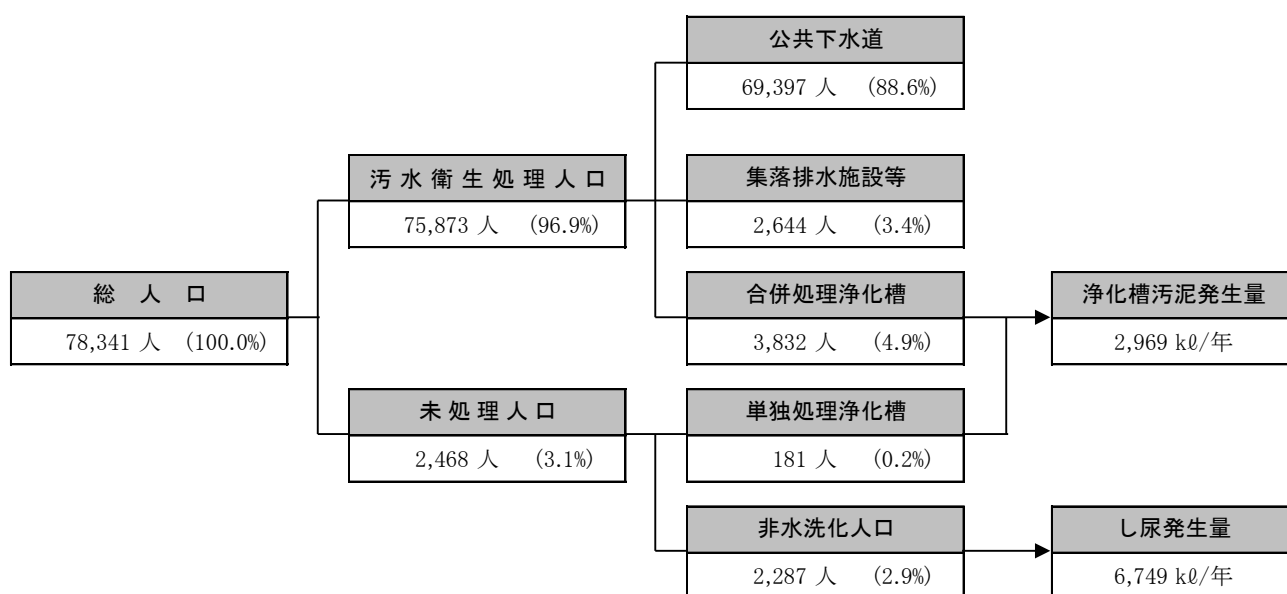 公共下水道
69,397 人 (88.6%)
汚水衛生処理人口
75,873 人 (96.9%)
集落排水施設等
2,644 人 (3.4%)
総人口
78,341 人 (100.0%)
合併処理浄化槽
3,832 人 (4.9%)
浄化槽汚泥発生量
2,969 kℓ/年
未処理人口
2,468 人 (3.1%)
単独処理浄化槽
181 人 (0.2%)
非水洗化人口
2,287 人 (2.9%)
し尿発生量
6,749 kℓ/年